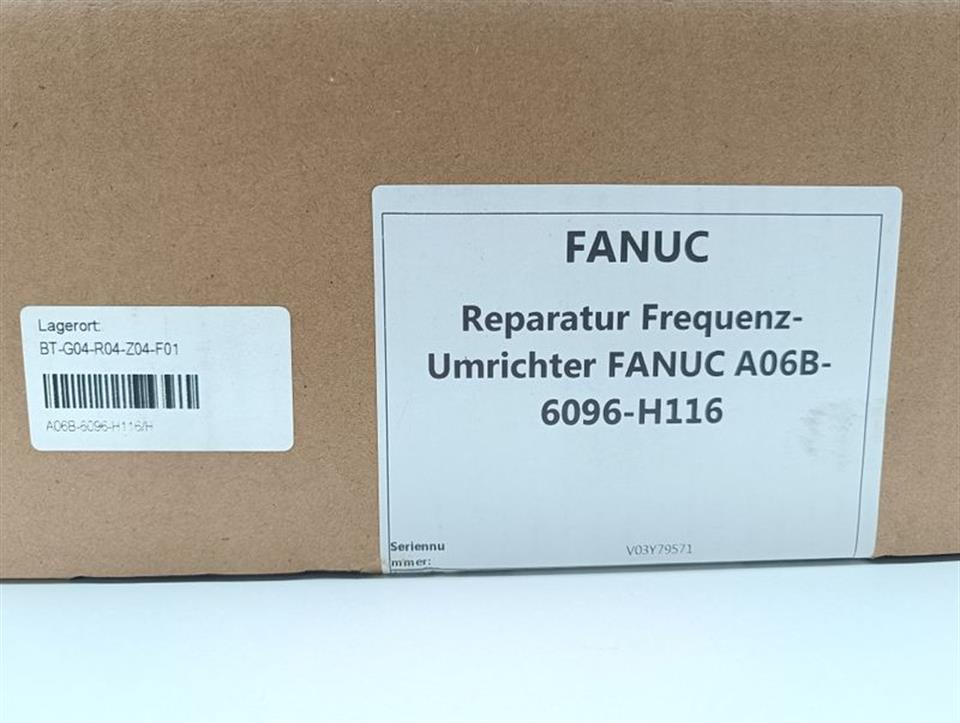 Lagerort:
BT-G04-R04-Z04-F01
A06B-6096-H116/H
FANUC
Reparatur Frequenz-
Umrichter FANUC A06B-
6096-H116
Seriennu
mmer:
V03Y79571